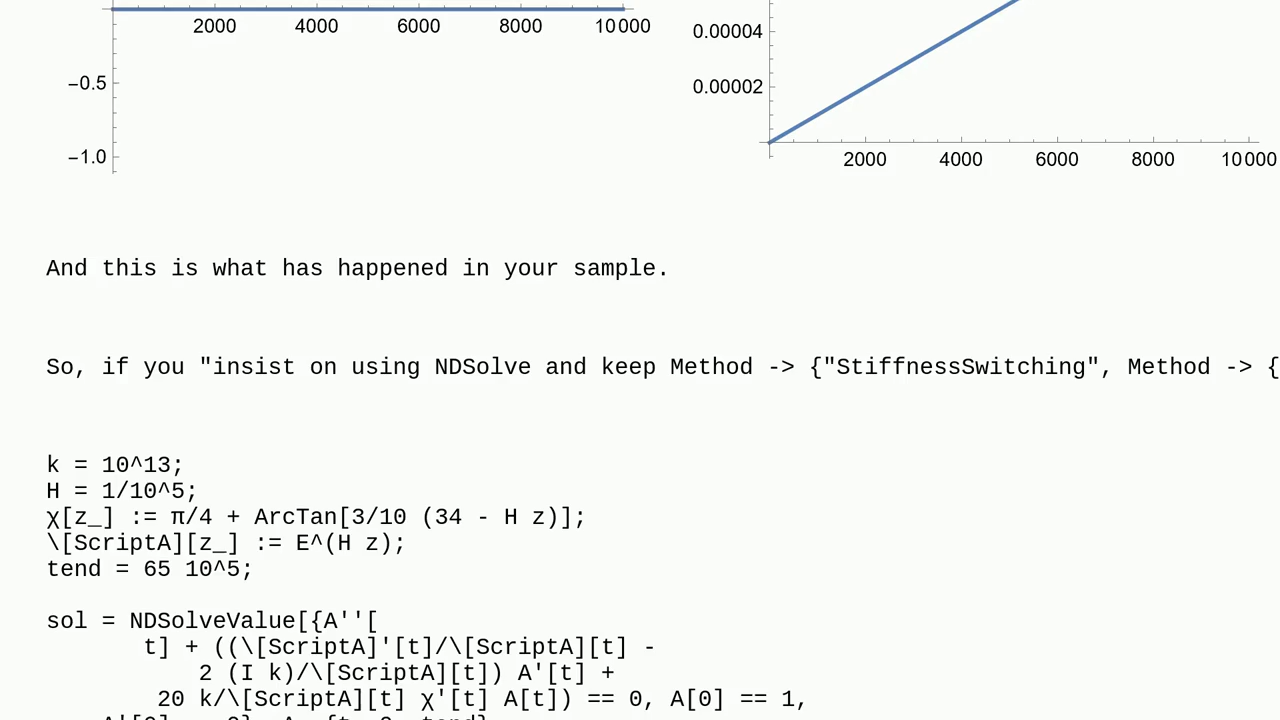 2000 4000 6000 8000 10000
−0.5
−1.0
0.00004
0.00002
2000 4000 6000 8000 10000
And this is what has happened in your sample.
So, if you "insist on using NDSolve and keep Method -> {"StiffnessSwitching", Method -> {
k = 10^13;
H = 1/10^5;
χ[z_] := π/4 + ArcTan[3/10 (34 - H z)];
\[ScriptA][z_] := E^(H z);
tend = 65 10^5;
sol = NDSolveValue[{A''[
t] + ((\[ScriptA]'[t]/\[ScriptA][t] -
2 (I k)/\[ScriptA][t]) A'[t] +
20 k/\[ScriptA][t] χ'[t] A[t]) == 0, A[0] == 1,